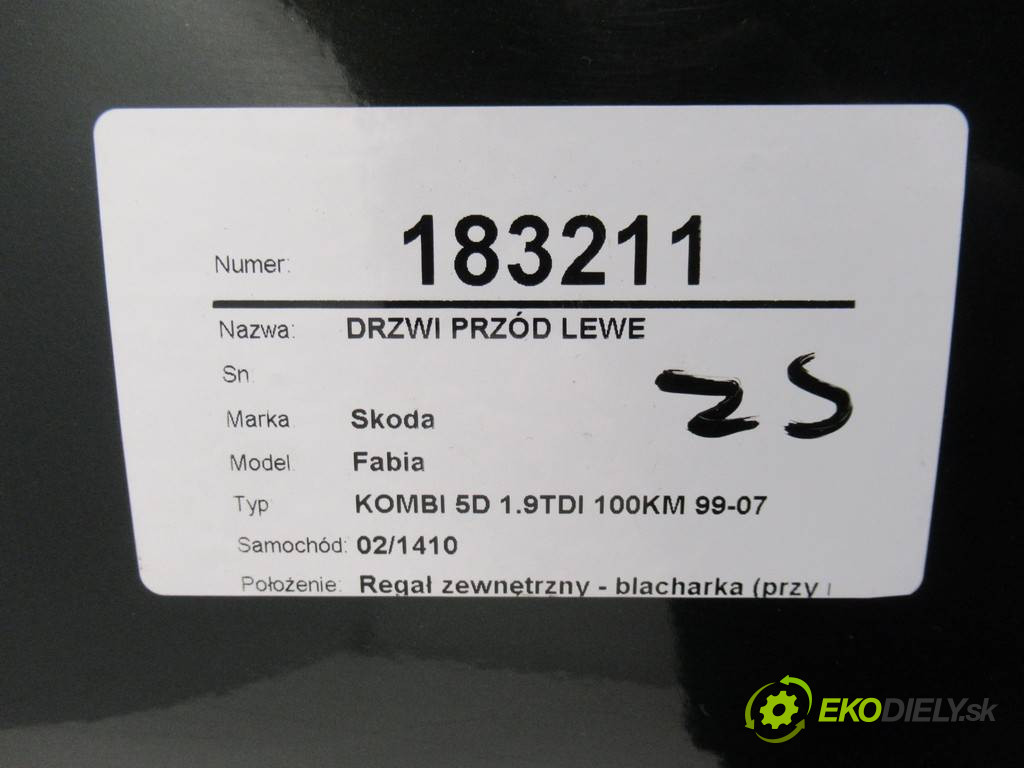 Numer: 183211
Nazwa: DRZWI PRZÓD LEWE
Sn:
ZS
Marka Skoda
Model Fabia
Typ KOMBI 5D 1.9TDI 100KM 99-07
Samochód: 02/1410
Położenie: Regał zewnętrzny - blacharka (przy
EKODIELY.sk